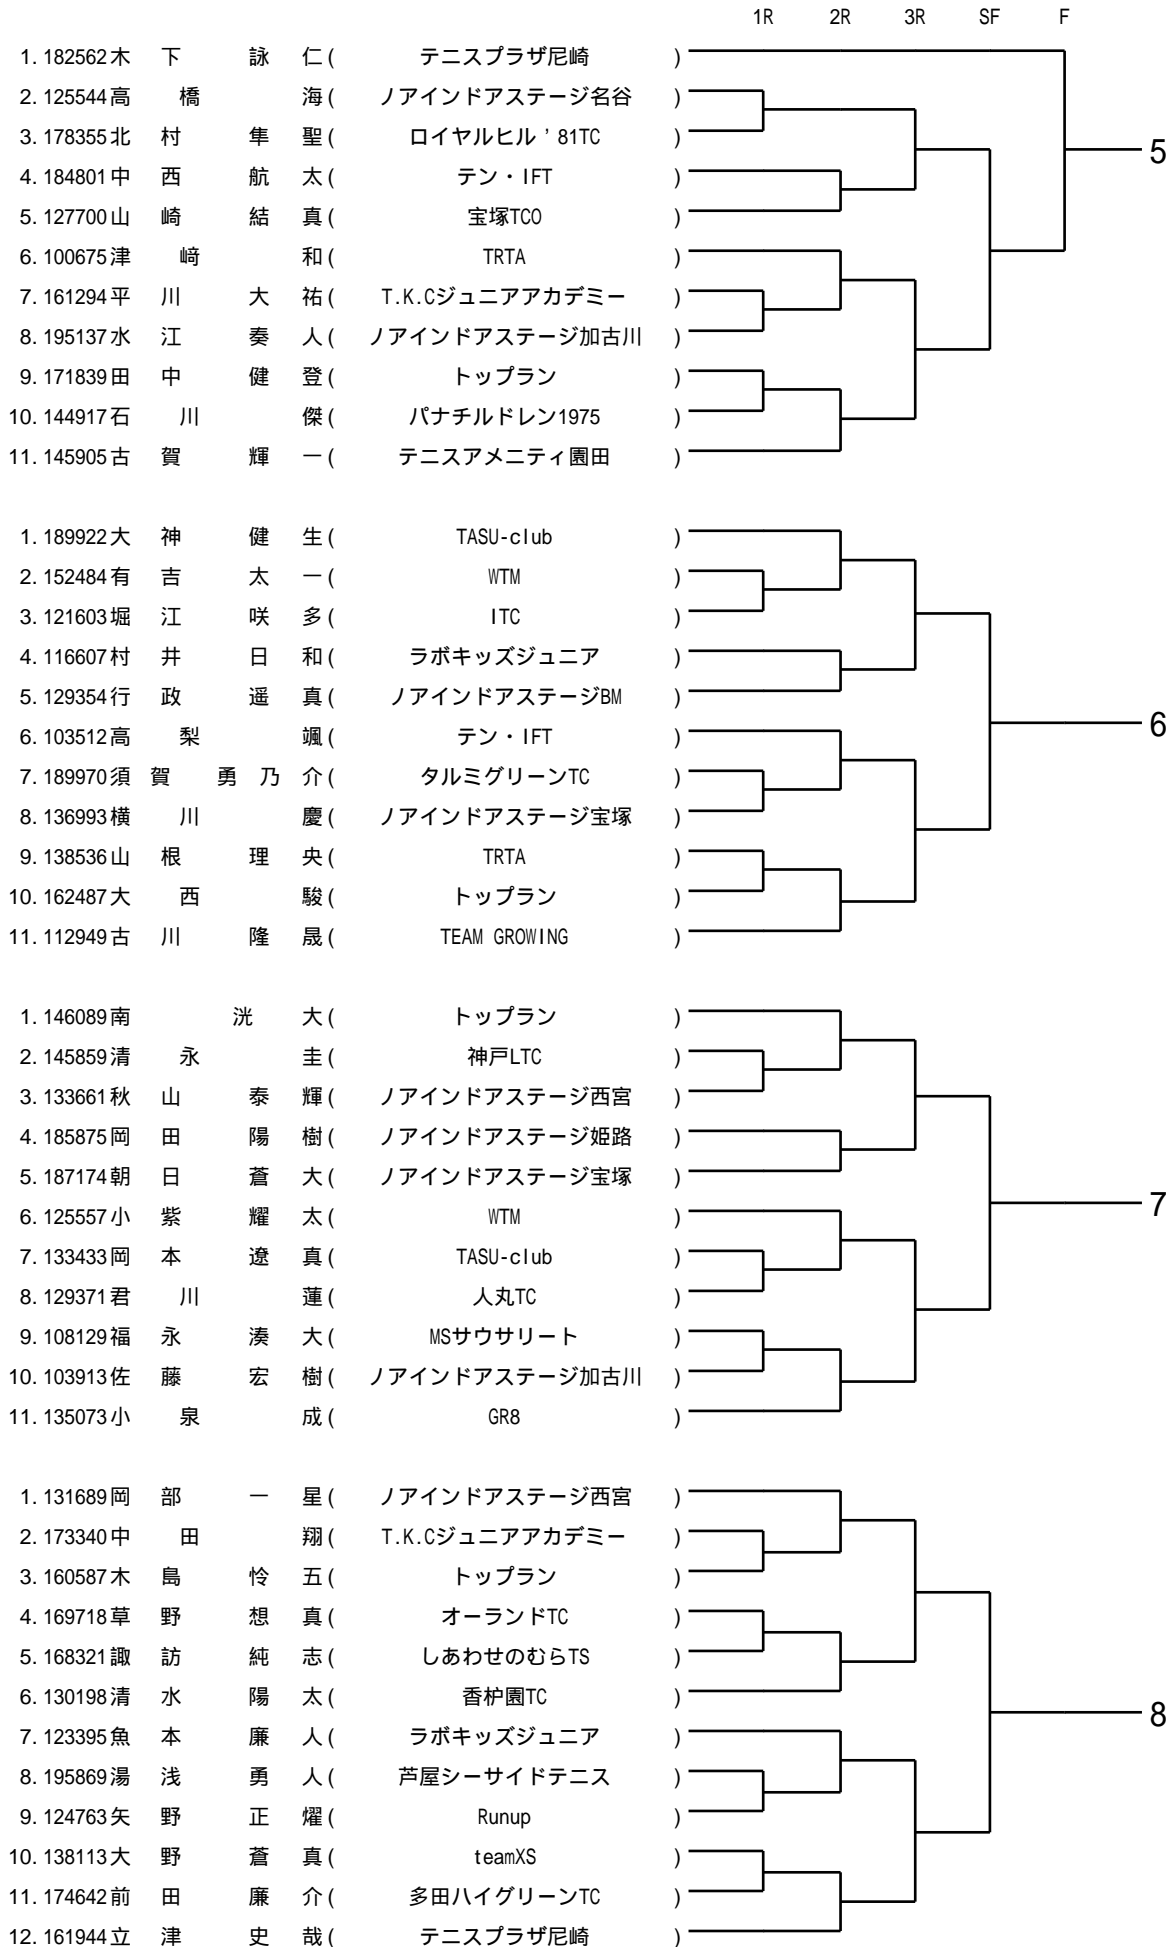 1R 2R 3R SF F
1. 182562 木下 詠仁 ( テニスプラザ尼崎 )
2. 125544 高橋 海 ( ノアインドアステージ名谷 )
3. 178355 北村 隼聖 ( ロイヤルヒル'81TC )
4. 184801 中西 航太 ( テン・IFT )
5. 127700 山崎 結真 ( 宝塚TCO )
6. 100675 津﨑 和 ( TRTA )
7. 161294 平川 大祐 ( T.K.Cジュニアアカデミー )
8. 195137 水江 奏人 ( ノアインドアステージ加古川 )
9. 171839 田中 健登 ( トップラン )
10. 144917 石川 傑 ( パナチルドレン1975 )
11. 145905 古賀 輝一 ( テニスアメニティ園田 )
5
1. 189922 大神 健生 ( TASU-club )
2. 152484 有吉 太一 ( WTM )
3. 121603 堀江 咲多 ( ITC )
4. 116607 村井 日和 ( ラボキッズジュニア )
5. 129354 行政 遥真 ( ノアインドアステージBM )
6. 103512 高梨 颯 ( テン・IFT )
7. 189970 須賀 勇乃介 ( タルミグリーンTC )
8. 136993 横川 慶 ( ノアインドアステージ宝塚 )
9. 138536 山根 理央 ( TRTA )
10. 162487 大西 駿 ( トップラン )
11. 112949 古川 隆晟 ( TEAM GROWING )
6
1. 146089 南 洸大 ( トップラン )
2. 145859 清永 圭 ( 神戸LTC )
3. 133661 秋山 泰輝 ( ノアインドアステージ西宮 )
4. 185875 岡田 陽樹 ( ノアインドアステージ姫路 )
5. 187174 朝日 蒼大 ( ノアインドアステージ宝塚 )
6. 125557 小紫 耀太 ( WTM )
7. 133433 岡本 遼真 ( TASU-club )
8. 129371 君川 蓮 ( 人丸TC )
9. 108129 福永 湊大 ( MSサウサリート )
10. 103913 佐藤 宏樹 ( ノアインドアステージ加古川 )
11. 135073 小泉 成 ( GR8 )
7
1. 131689 岡部 一星 ( ノアインドアステージ西宮 )
2. 173340 中田 翔 ( T.K.Cジュニアアカデミー )
3. 160587 木島 怜五 ( トップラン )
4. 169718 草野 想真 ( オーランドTC )
5. 168321 諏訪 純志 ( しあわせのむらTS )
6. 130198 清水 陽太 ( 香枦園TC )
7. 123395 魚本 廉人 ( ラボキッズジュニア )
8. 195869 湯浅 勇人 ( 芦屋シーサイドテニス )
9. 124763 矢野 正燿 ( Runup )
10. 138113 大野 蒼真 ( teamXS )
11. 174642 前田 廉介 ( 多田ハイグリーンTC )
12. 161944 立津 史哉 ( テニスプラザ尼崎 )
8